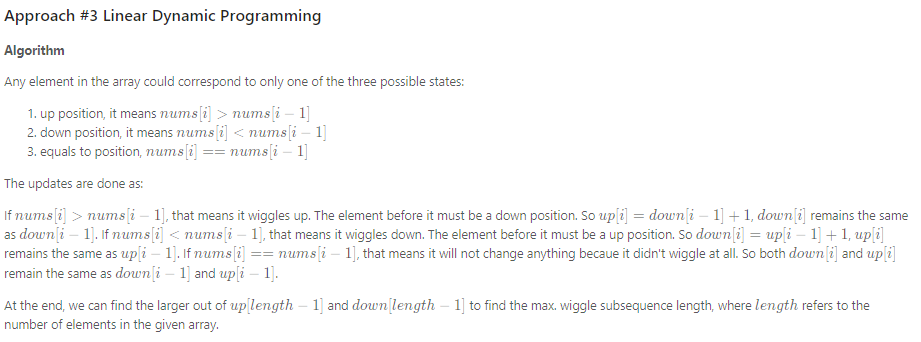 Approach #3 Linear Dynamic Programming
Algorithm
Any element in the array could correspond to only one of the three possible states:
1. up position, it means nums[i] > nums[i − 1]
2. down position, it means nums[i] < nums[i − 1]
3. equals to position, nums[i] == nums[i − 1]
The updates are done as:
If nums[i] > nums[i − 1], that means it wiggles up. The element before it must be a down position. So up[i] = down[i − 1] + 1, down[i] remains the same
as down[i − 1]. If nums[i] < nums[i − 1], that means it wiggles down. The element before it must be a up position. So down[i] = up[i − 1] + 1, up[i]
remains the same as up[i − 1]. If nums[i] == nums[i − 1], that means it will not change anything becaue it didn't wiggle at all. So both down[i] and up[i]
remain the same as down[i − 1] and up[i − 1].
At the end, we can find the larger out of up[length − 1] and down[length − 1] to find the max. wiggle subsequence length, where length refers to the
number of elements in the given array.